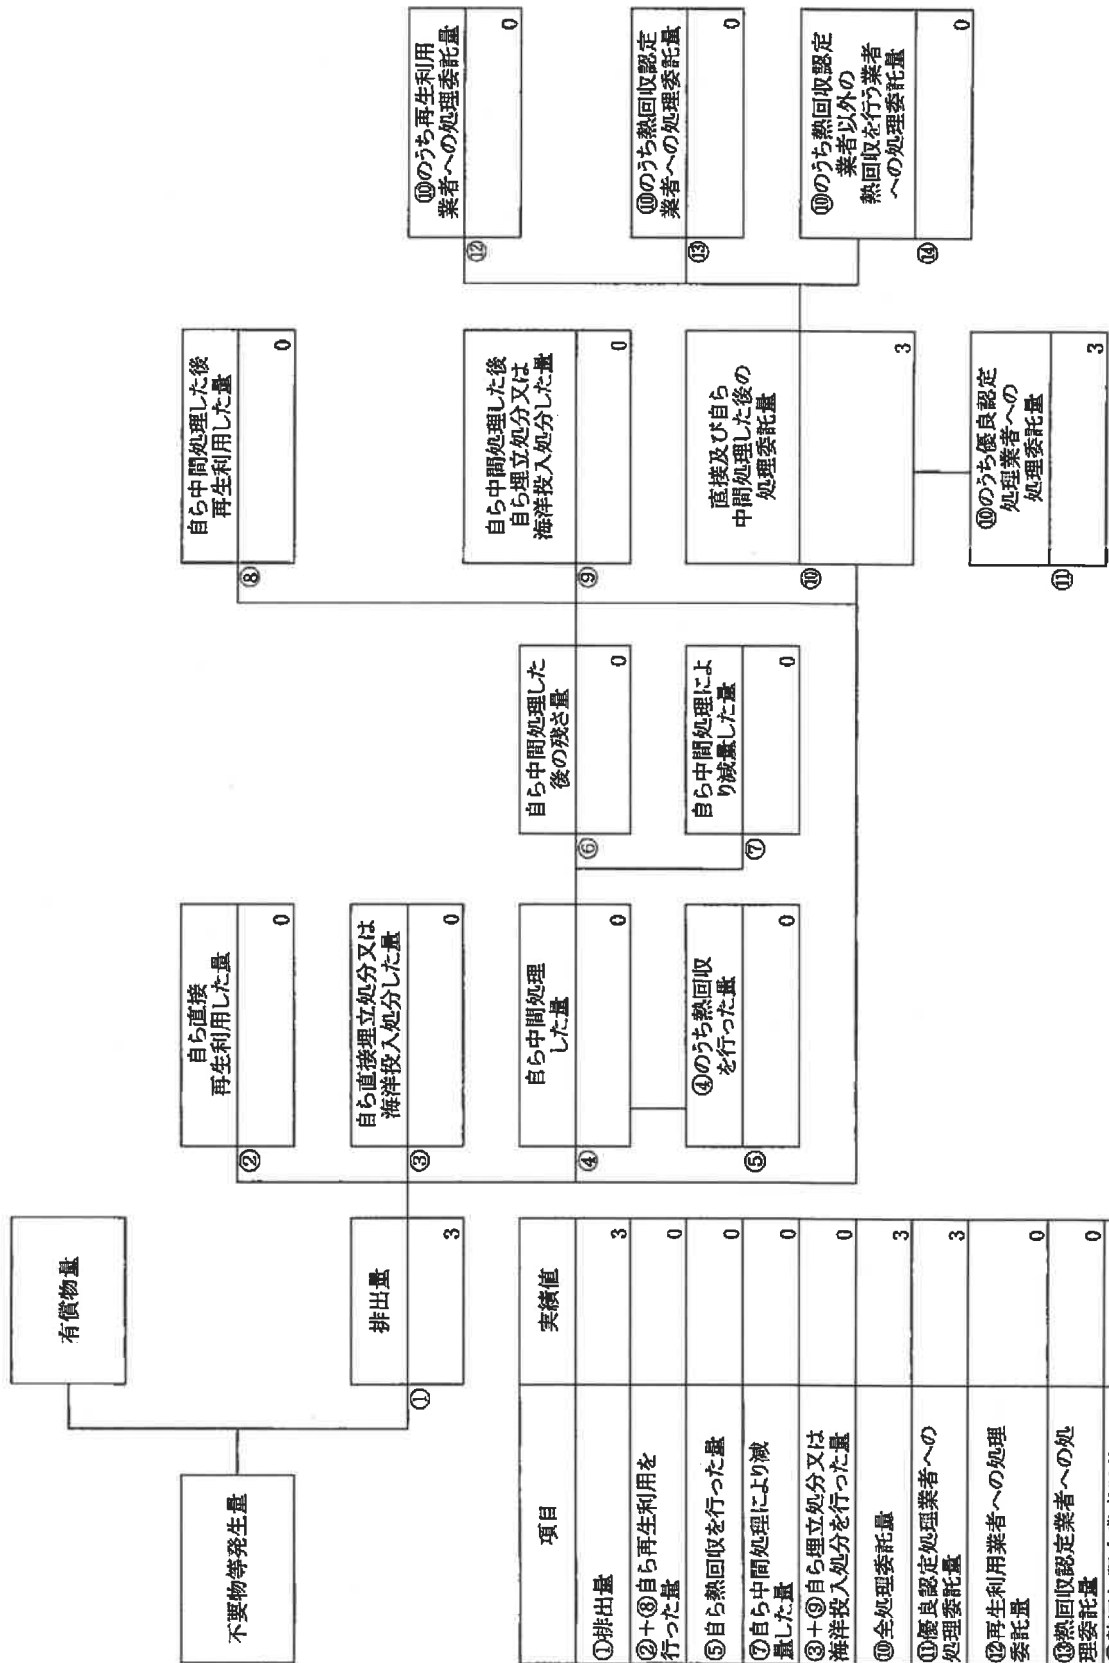 不要物等発生量
有償物量
①
排出量
3
②
自ら直接
再生利用した量
0
③
自ら直接埋立処分又は
海洋投入処分した量
0
④
自ら中間処理
した量
0
⑤
④のうち熱回収
を行った量
0
⑥
自ら中間処理した
後の残さ量
0
⑦
自ら中間処理によ
り減量した量
0
⑧
自ら中間処理した後
再生利用した量
0
⑨
自ら中間処理した後
自ら埋立処分又は
海洋投入処分した量
0
⑩
直接及び自ら
中間処理した後の
処理委託量
3
⑪
⑩のうち優良認定
処理業者への
処理委託量
3
⑫
⑩のうち再生利用
業者への処理委託量
0
⑬
⑩のうち熱回収認定
業者への処理委託量
0
⑭
⑩のうち熱回収認定
業者以外の
熱回収を行う業者
への処理委託量
0
項目 実績値
①排出量 3
②+⑧自ら再生利用を
行った量 0
⑤自ら熱回収を行った量 0
⑦自ら中間処理により減
量した量 0
③+⑨自ら埋立処分又は
海洋投入処分を行った量 0
⑩全処理委託量 3
⑪優良認定処理業者への
処理委託量 3
⑫再生利用業者への処理
委託量 0
⑬熱回収認定業者への処
理委託量 0